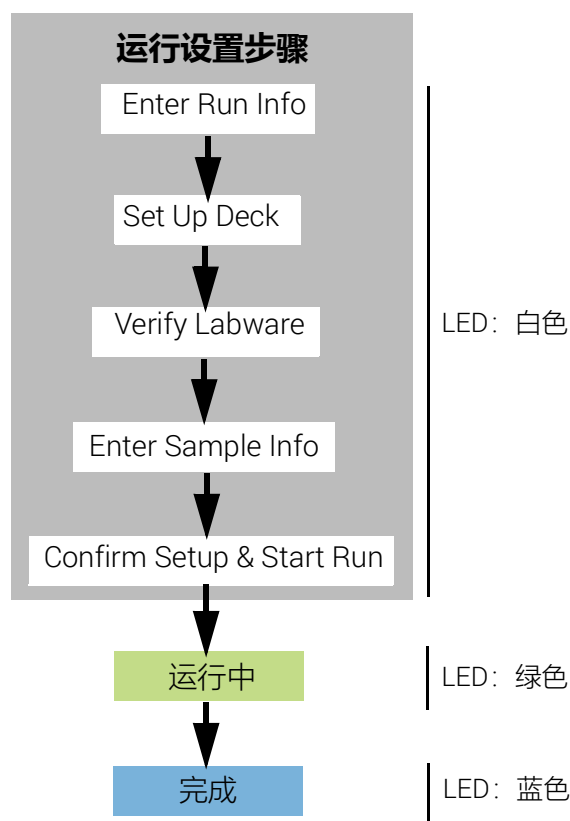 运行设置步骤
Enter Run Info
Set Up Deck
Verify Labware
LED：白色
Enter Sample Info
Confirm Setup & Start Run
运行中
LED：绿色
完成
LED：蓝色